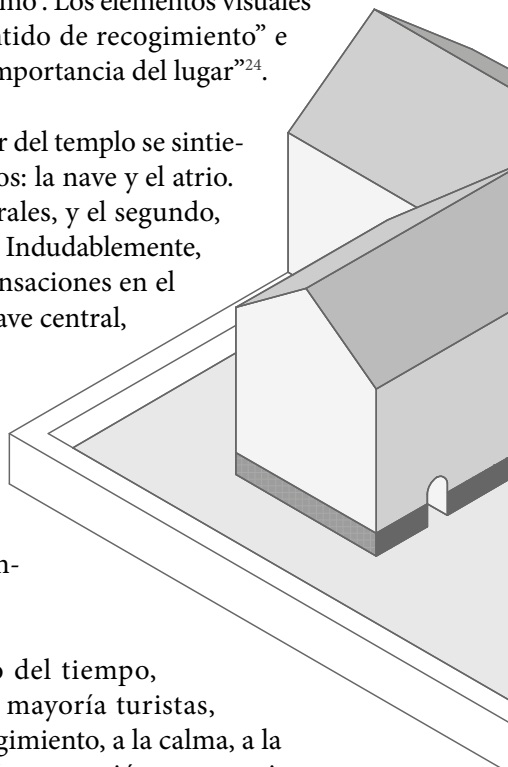 mo’. Los elementos visuales
ntido de recogimiento” e
mportancia del lugar”24.
r del templo se sintie-
os: la nave y el atrio.
rales, y el segundo,
Indudablemente,
nsaciones en el
ave central,
n-
o del tiempo,
mayoría turistas,
gimiento, a la calma, a la